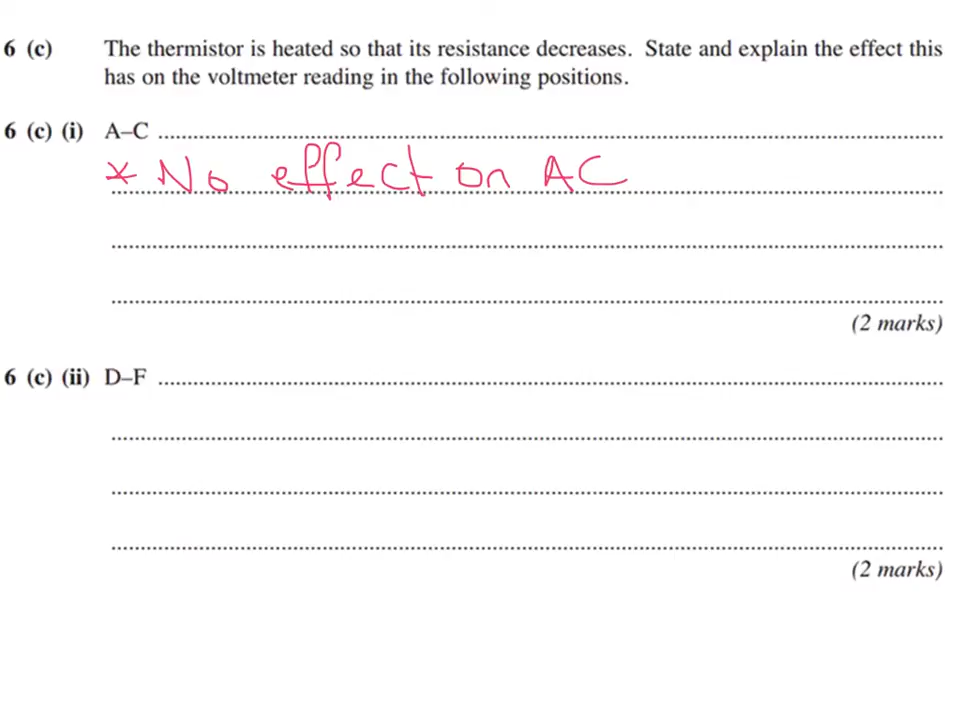 6 (c) The thermistor is heated so that its resistance decreases. State and explain the effect this
has on the voltmeter reading in the following positions.
6 (c) (i) A–C ....................................................................................................
* No effect on AC
(2 marks)
6 (c) (ii) D–F ....................................................................................................
(2 marks)